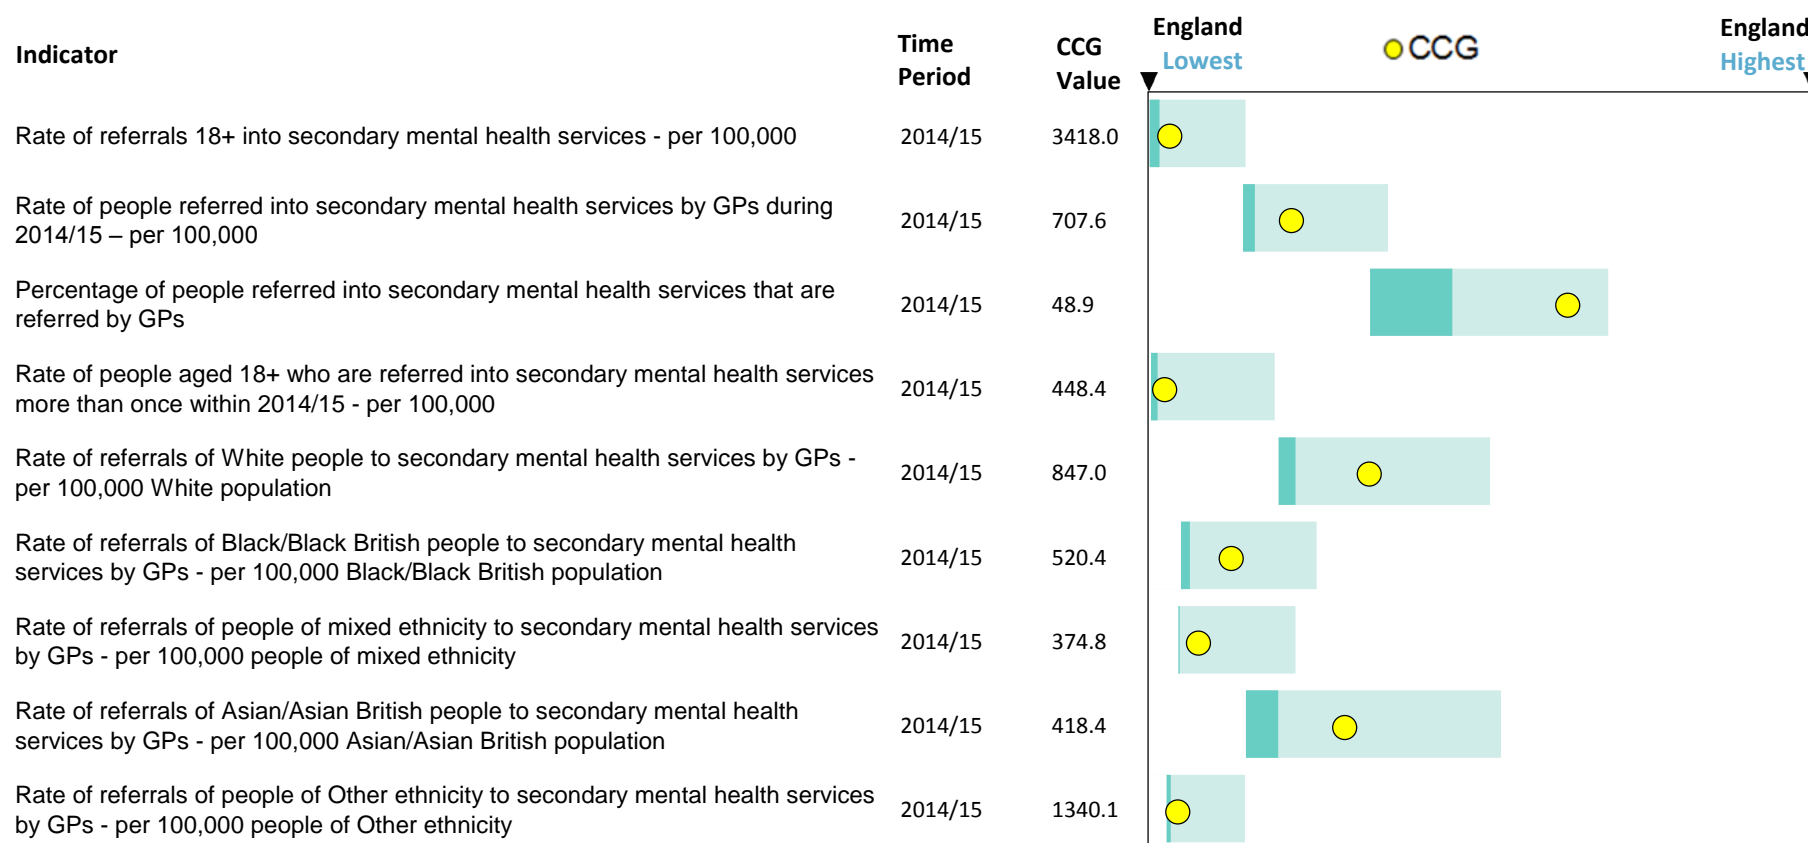 Indicator
Time
Period
CCG
Value
England
Lowest
CCG
England
Highest
Rate of referrals 18+ into secondary mental health services - per 100,000
2014/15
3418.0
Rate of people referred into secondary mental health services by GPs during
2014/15 – per 100,000
2014/15
707.6
Percentage of people referred into secondary mental health services that are
referred by GPs
2014/15
48.9
Rate of people aged 18+ who are referred into secondary mental health services
more than once within 2014/15 - per 100,000
2014/15
448.4
Rate of referrals of White people to secondary mental health services by GPs -
per 100,000 White population
2014/15
847.0
Rate of referrals of Black/Black British people to secondary mental health
services by GPs - per 100,000 Black/Black British population
2014/15
520.4
Rate of referrals of people of mixed ethnicity to secondary mental health services
by GPs - per 100,000 people of mixed ethnicity
2014/15
374.8
Rate of referrals of Asian/Asian British people to secondary mental health
services by GPs - per 100,000 Asian/Asian British population
2014/15
418.4
Rate of referrals of people of Other ethnicity to secondary mental health services
by GPs - per 100,000 people of Other ethnicity
2014/15
1340.1